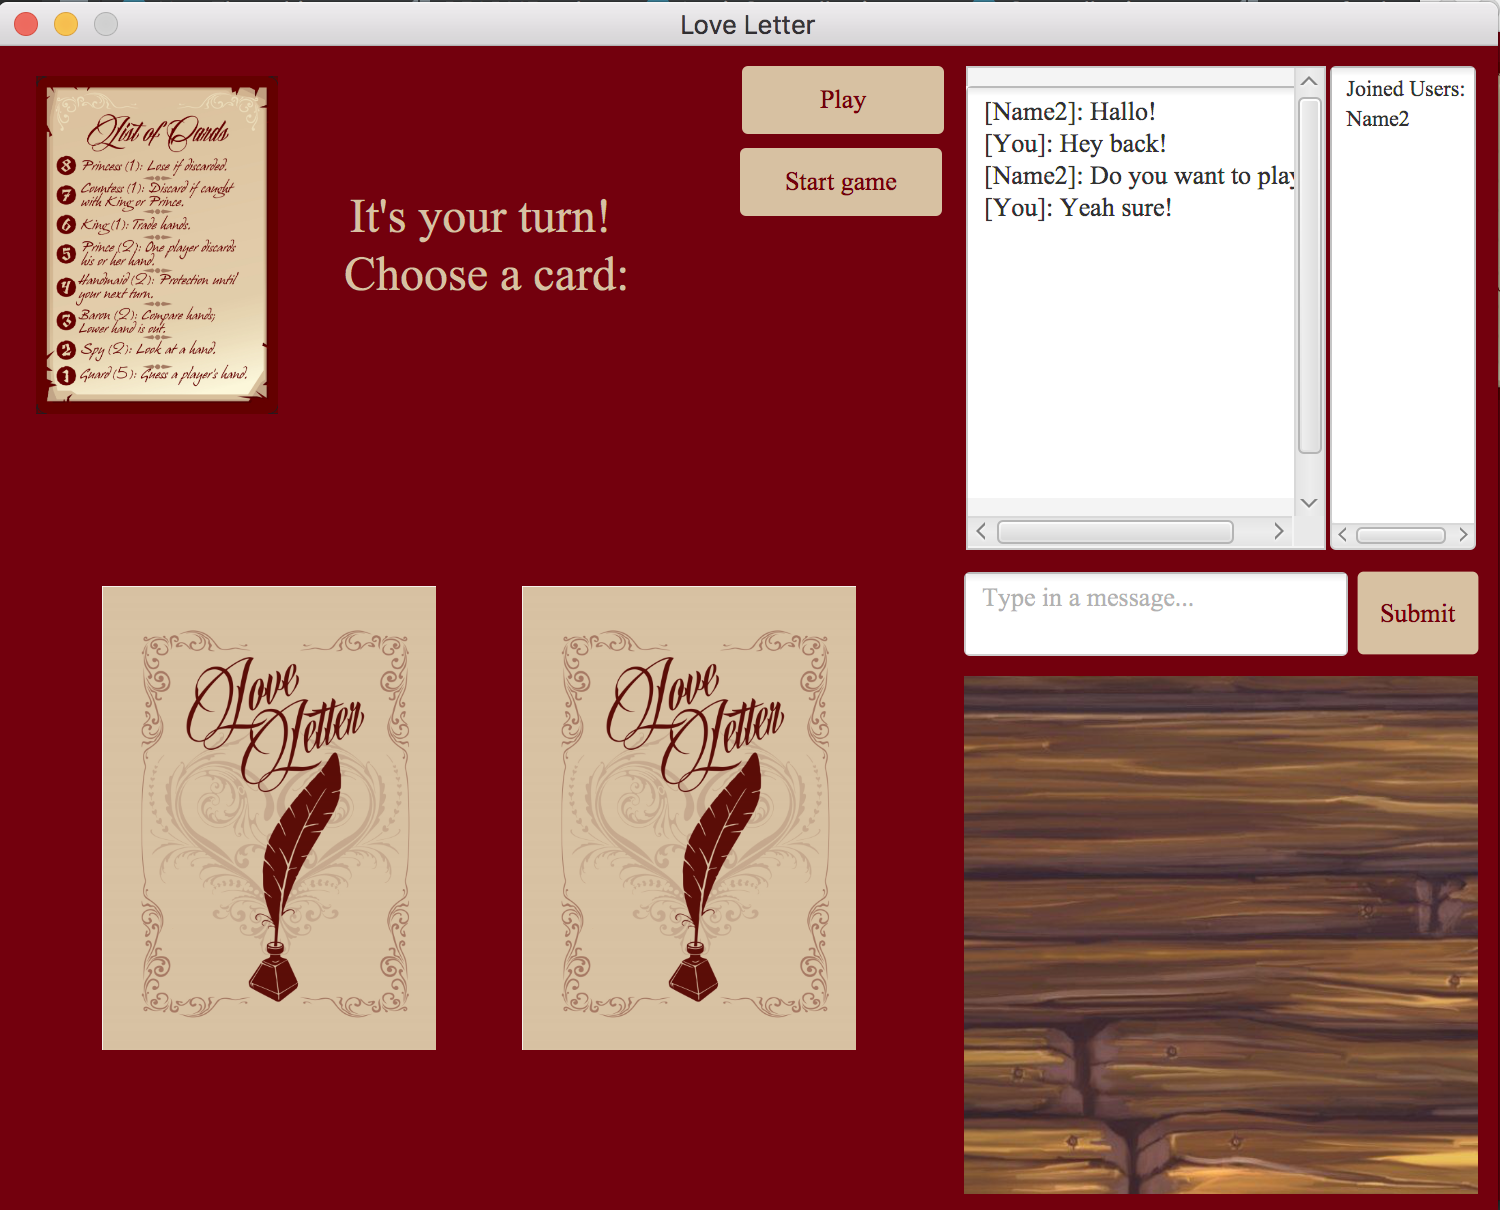 Love Letter
List of Cards
8 Princess (1): Lose if discarded.
7 Countess (1): Discard if caught
with King or Prince.
6 King (1): Trade hands.
5 Prince (2): One player discards
his or her hand.
4 Handmaid (2): Protection until
your next turn.
3 Baron (2): Compare hands;
Lower hand is out.
2 Spy (2): Look at a hand.
1 Guard (5): Guess a player's hand.
It's your turn!
Choose a card:
Play
Start game
[Name2]: Hallo!
[You]: Hey back!
[Name2]: Do you want to play
[You]: Yeah sure!
Joined Users:
Name2
Type in a message...
Submit
Love
Letter
Love
Letter